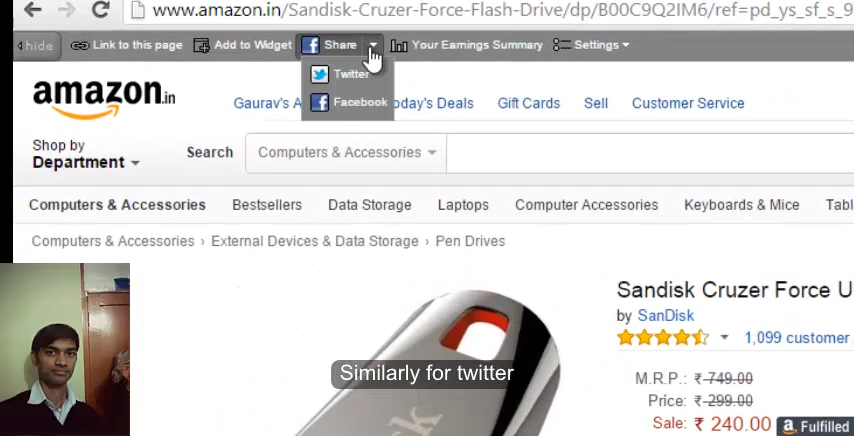 www.amazon.in/Sandisk-Cruzer-Force-Flash-Drive/dp/B00C9Q2IM6/ref=pd_ys_sf_s_9
hide Link to this page Add to Widget Share Your Earnings Summary Settings
Twitter
Facebook
amazon.in
Gaurav's A oday's Deals Gift Cards Sell Customer Service
Shop by
Department
Search Computers & Accessories
Computers & Accessories Bestsellers Data Storage Laptops Computer Accessories Keyboards & Mice Tabl
Computers & Accessories › External Devices & Data Storage › Pen Drives
Sandisk Cruzer Force U
by SanDisk
1,099 customer
Similarly for twitter
M.R.P.: ₹ 749.00
Price: ₹ 299.00
Sale: ₹ 240.00 a Fulfilled